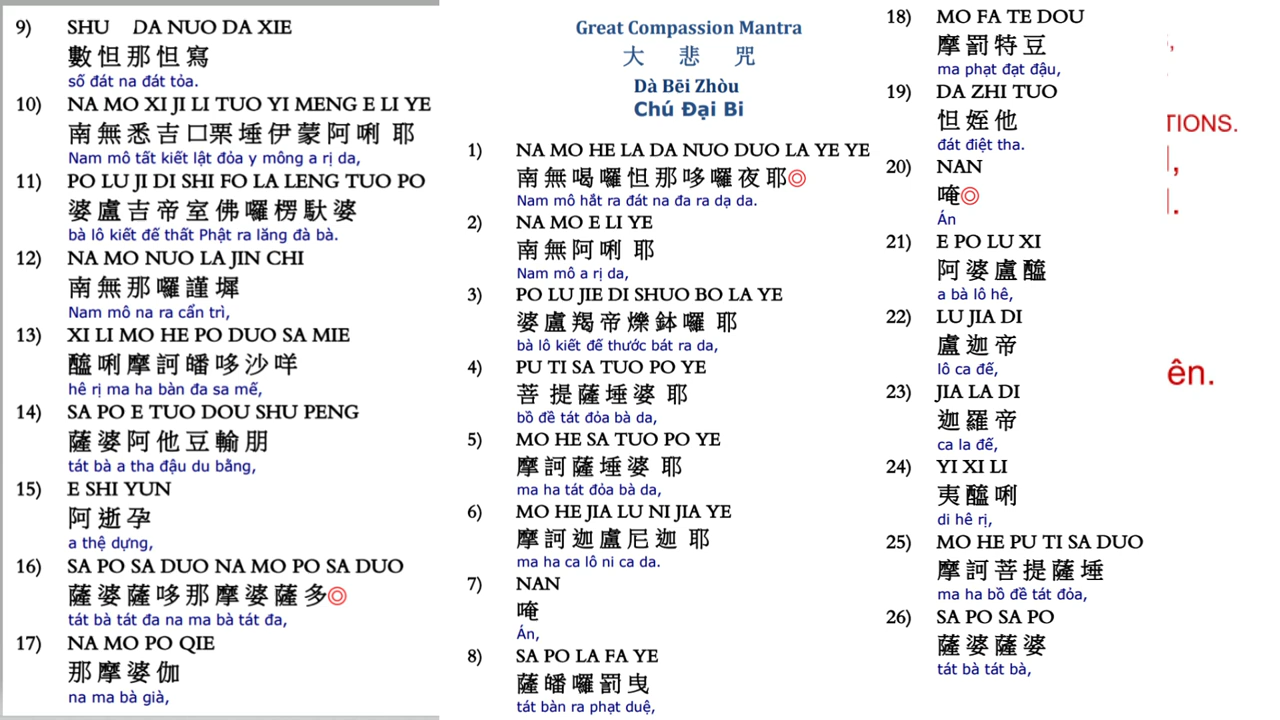 Great Compassion Mantra
大 悲 咒
Dà Bēi Zhòu
Chú Đại Bi
1) NA MO HE LA DA NUO DUO LA YE YE
南無喝囉怛那哆囉夜耶◎
Nam mô hắt ra đát na đa ra dạ da.
2) NA MO E LI YE
南無阿唎 耶
Nam mô a rị da,
3) PO LU JIE DI SHUO BO LA YE
婆盧羯帝爍鉢囉 耶
bà lô kiết đế thước bát ra da,
4) PU TI SA TUO PO YE
菩提薩埵婆 耶
bồ đề tát đỏa bà da,
5) MO HE SA TUO PO YE
摩訶薩埵婆 耶
ma ha tát đỏa bà da,
6) MO HE JIA LU NI JIA YE
摩訶迦盧尼迦 耶
ma ha ca lô ni ca da.
7) NAN
唵
Án,
8) SA PO LA FA YE
薩皤囉罰曳
tát bàn ra phạt duệ,
9) SHU DA NUO DA XIE
數怛那怛寫
số đát na đát tỏa.
10) NA MO XI JI LI TUO YI MENG E LI YE
南無悉吉口栗埵伊蒙阿唎 耶
Nam mô tất kiết lật đỏa y mông a rị da,
11) PO LU JI DI SHI FO LA LENG TUO PO
婆盧吉帝室佛囉楞馱婆
bà lô kiết đế thất Phật ra lăng đà bà.
12) NA MO NUO LA JIN CHI
南無那囉謹墀
Nam mô na ra cẩn trì,
13) XI LI MO HE PO DUO SA MIE
醯唎摩訶皤哆沙咩
hê rị ma ha bàn đa sa mế,
14) SA PO E TUO DOU SHU PENG
薩婆阿他豆輸朋
tát bà a tha đậu du bằng,
15) E SHI YUN
阿逝孕
a thệ dựng,
16) SA PO SA DUO NA MO PO SA DUO
薩婆薩哆那摩婆薩多◎
tát bà tát đa na ma bà tát đa,
17) NA MO PO QIE
那摩婆伽
na ma bà già,
18) MO FA TE DOU
摩罰特豆
ma phạt đạt đậu,
19) DA ZHI TUO
怛姪他
đát điệt tha.
20) NAN
唵◎
Án
21) E PO LU XI
阿婆盧醯
a bà lô hê,
22) LU JIA DI
盧迦帝
lô ca đế,
23) JIA LA DI
迦羅帝
ca la đế,
24) YI XI LI
夷醯唎
di hê rị,
25) MO HE PU TI SA DUO
摩訶菩提薩埵
ma ha bồ đề tát đỏa,
26) SA PO SA PO
薩婆薩婆
tát bà tát bà,
TIONS.
ên.